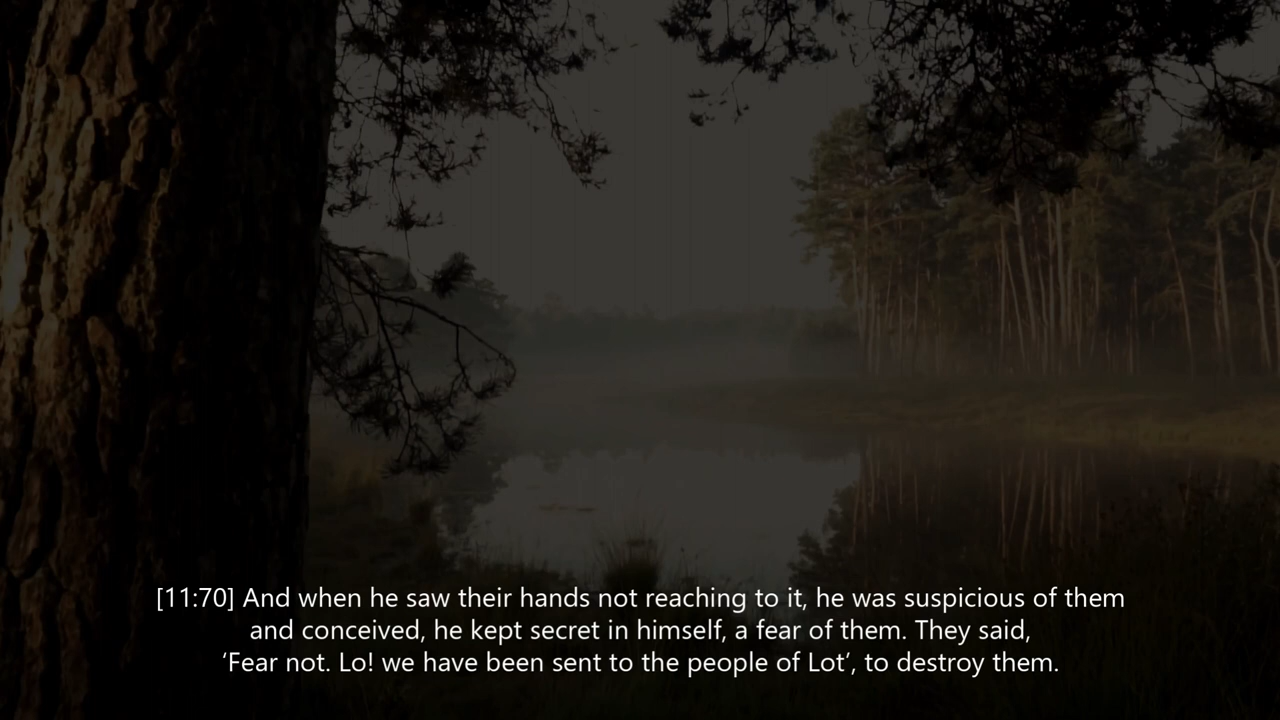 [11:70] And when he saw their hands not reaching to it, he was suspicious of them
and conceived, he kept secret in himself, a fear of them. They said,
‘Fear not. Lo! we have been sent to the people of Lot’, to destroy them.